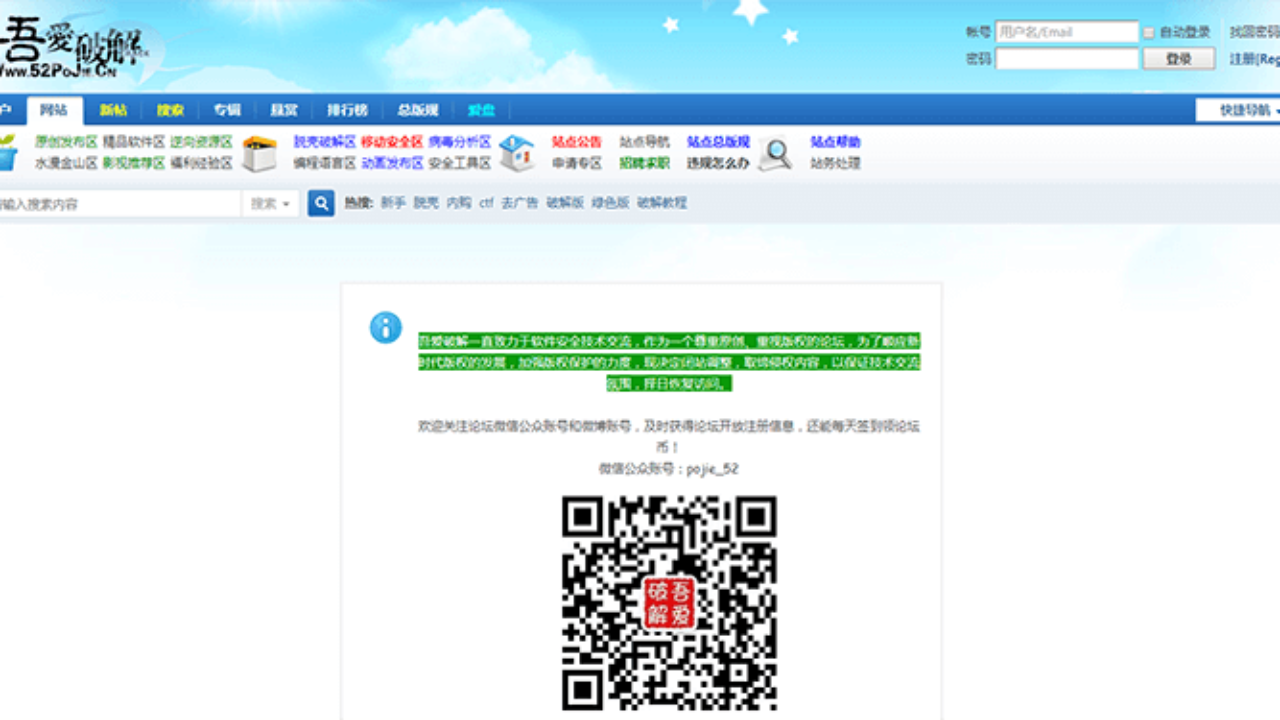 吾爱破解
www.52PoJie.Cn
帐号 用户名/Email 自动登录 找回密码
密码 登录 注册[Reg
户 网站 新帖 搜索 专辑 悬赏 排行榜 总版规 爱盘 快捷导航
原创发布区 精品软件区 逆向资源区 脱壳破解区 移动安全区 病毒分析区 站点公告 站点导航 站点总版规 站点帮助
水漫金山区 影视推荐区 福利经验区 编程语言区 动画发布区 安全工具区 申请专区 招聘求职 违规怎么办 站务处理
输入搜索内容 搜索 热搜: 新手 脱壳 内购 ctf 去广告 破解版 绿色版 破解教程
吾爱破解一直致力于软件安全技术交流，作为一个尊重原创、重视版权的论坛，为了顺应新
时代版权的发展，加强版权保护的力度，现决定闭站调整，取缔侵权内容，以保证技术交流
氛围，择日恢复访问。
欢迎关注论坛微信公众账号和微博账号，及时获得论坛开放注册信息，还能每天签到领论坛
币！
微信公众账号：pojie_52
破吾
解爱